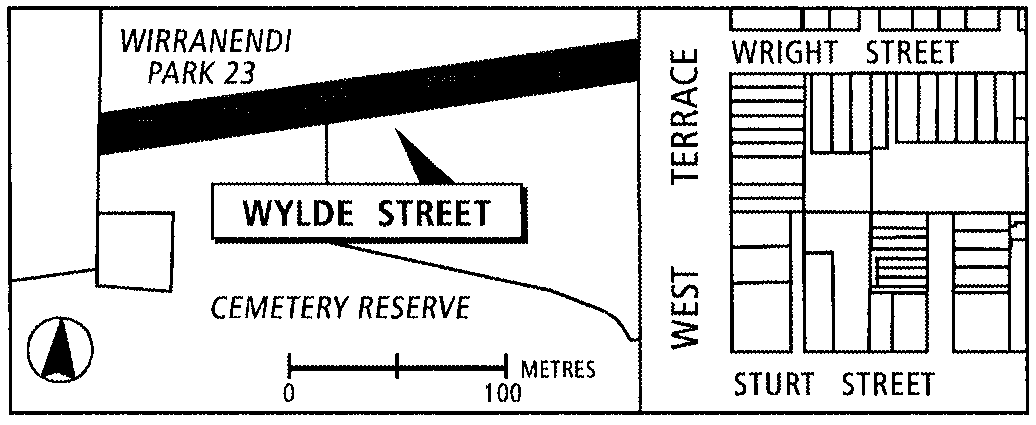 WIRRANENDI
PARK 23
WYLDE STREET
CEMETERY RESERVE
0
100
METRES
WEST TERRACE
WRIGHT STREET
STURT STREET